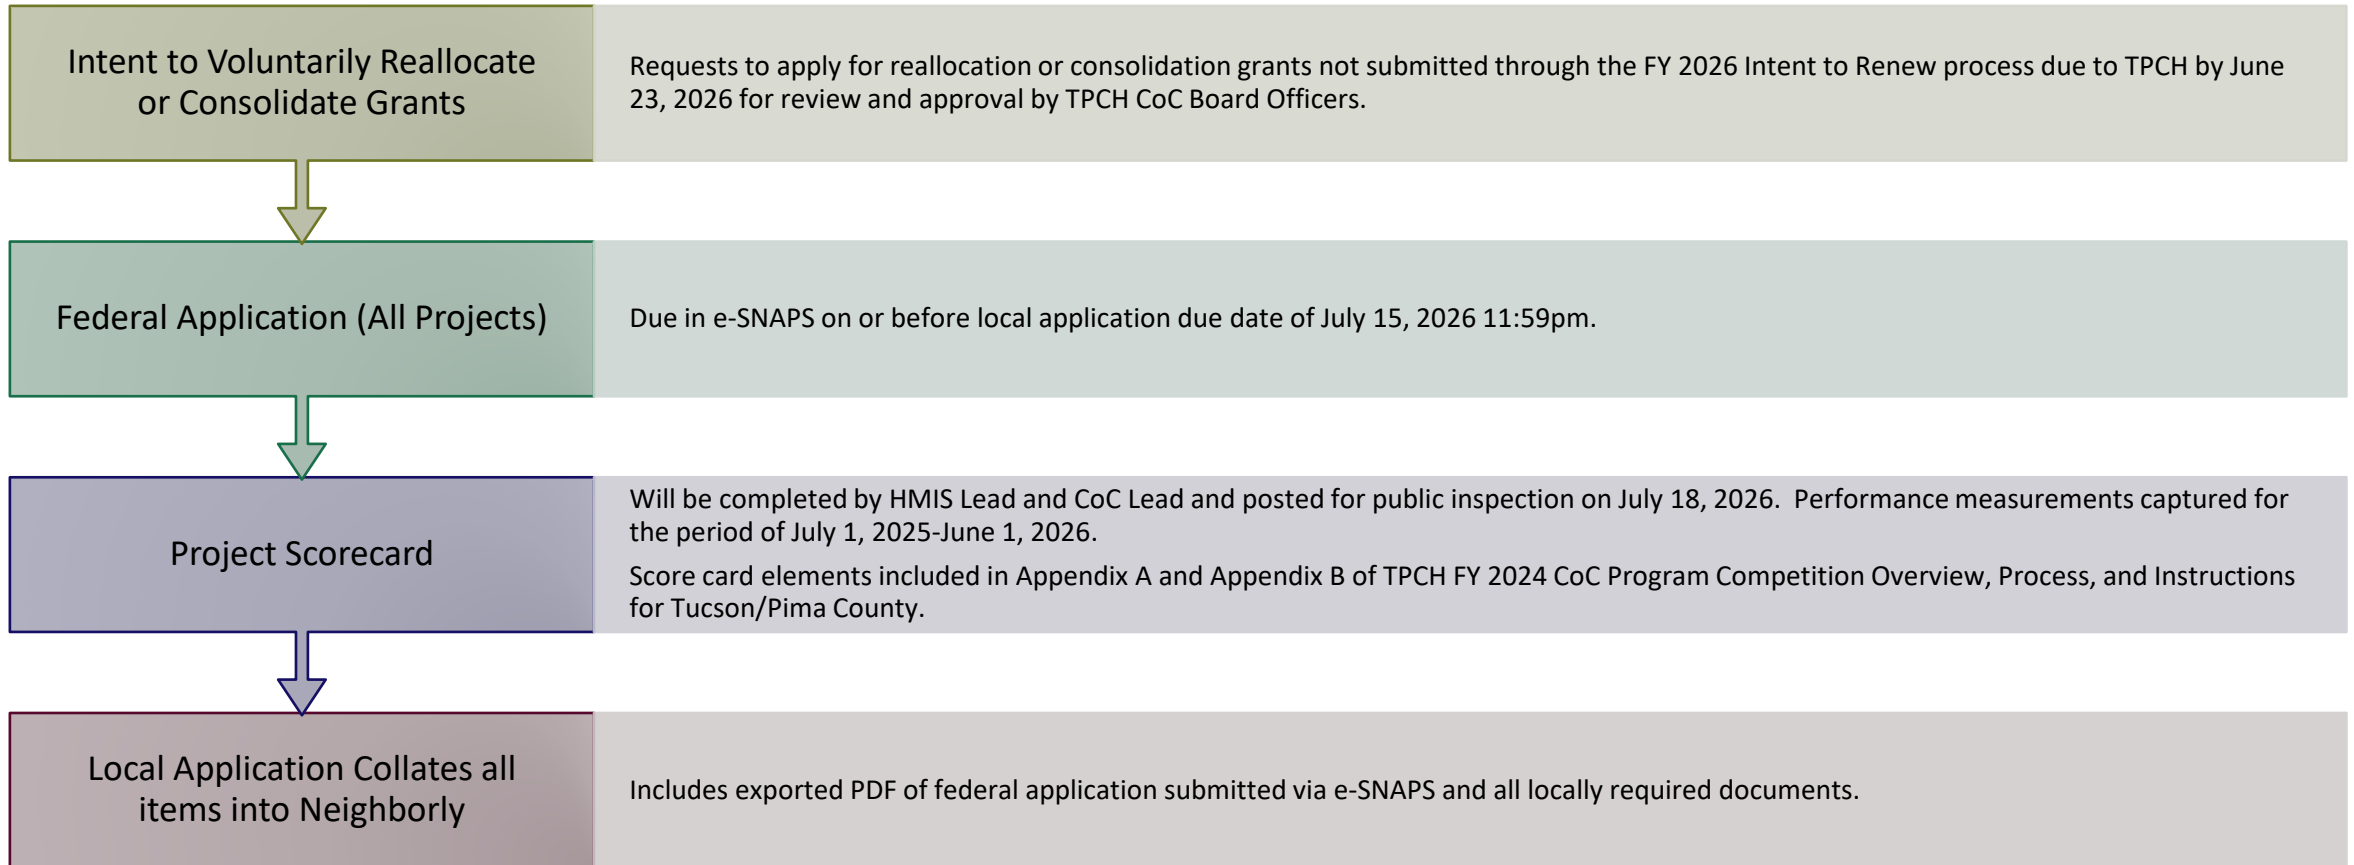 Intent to Voluntarily Reallocate
or Consolidate Grants
Requests to apply for reallocation or consolidation grants not submitted through the FY 2026 Intent to Renew process due to TPCH by June
23, 2026 for review and approval by TPCH CoC Board Officers.
Federal Application (All Projects)
Due in e-SNAPS on or before local application due date of July 15, 2026 11:59pm.
Project Scorecard
Will be completed by HMIS Lead and CoC Lead and posted for public inspection on July 18, 2026.  Performance measurements captured for
the period of July 1, 2025-June 1, 2026.
Score card elements included in Appendix A and Appendix B of TPCH FY 2024 CoC Program Competition Overview, Process, and Instructions
for Tucson/Pima County.
Local Application Collates all
items into Neighborly
Includes exported PDF of federal application submitted via e-SNAPS and all locally required documents.